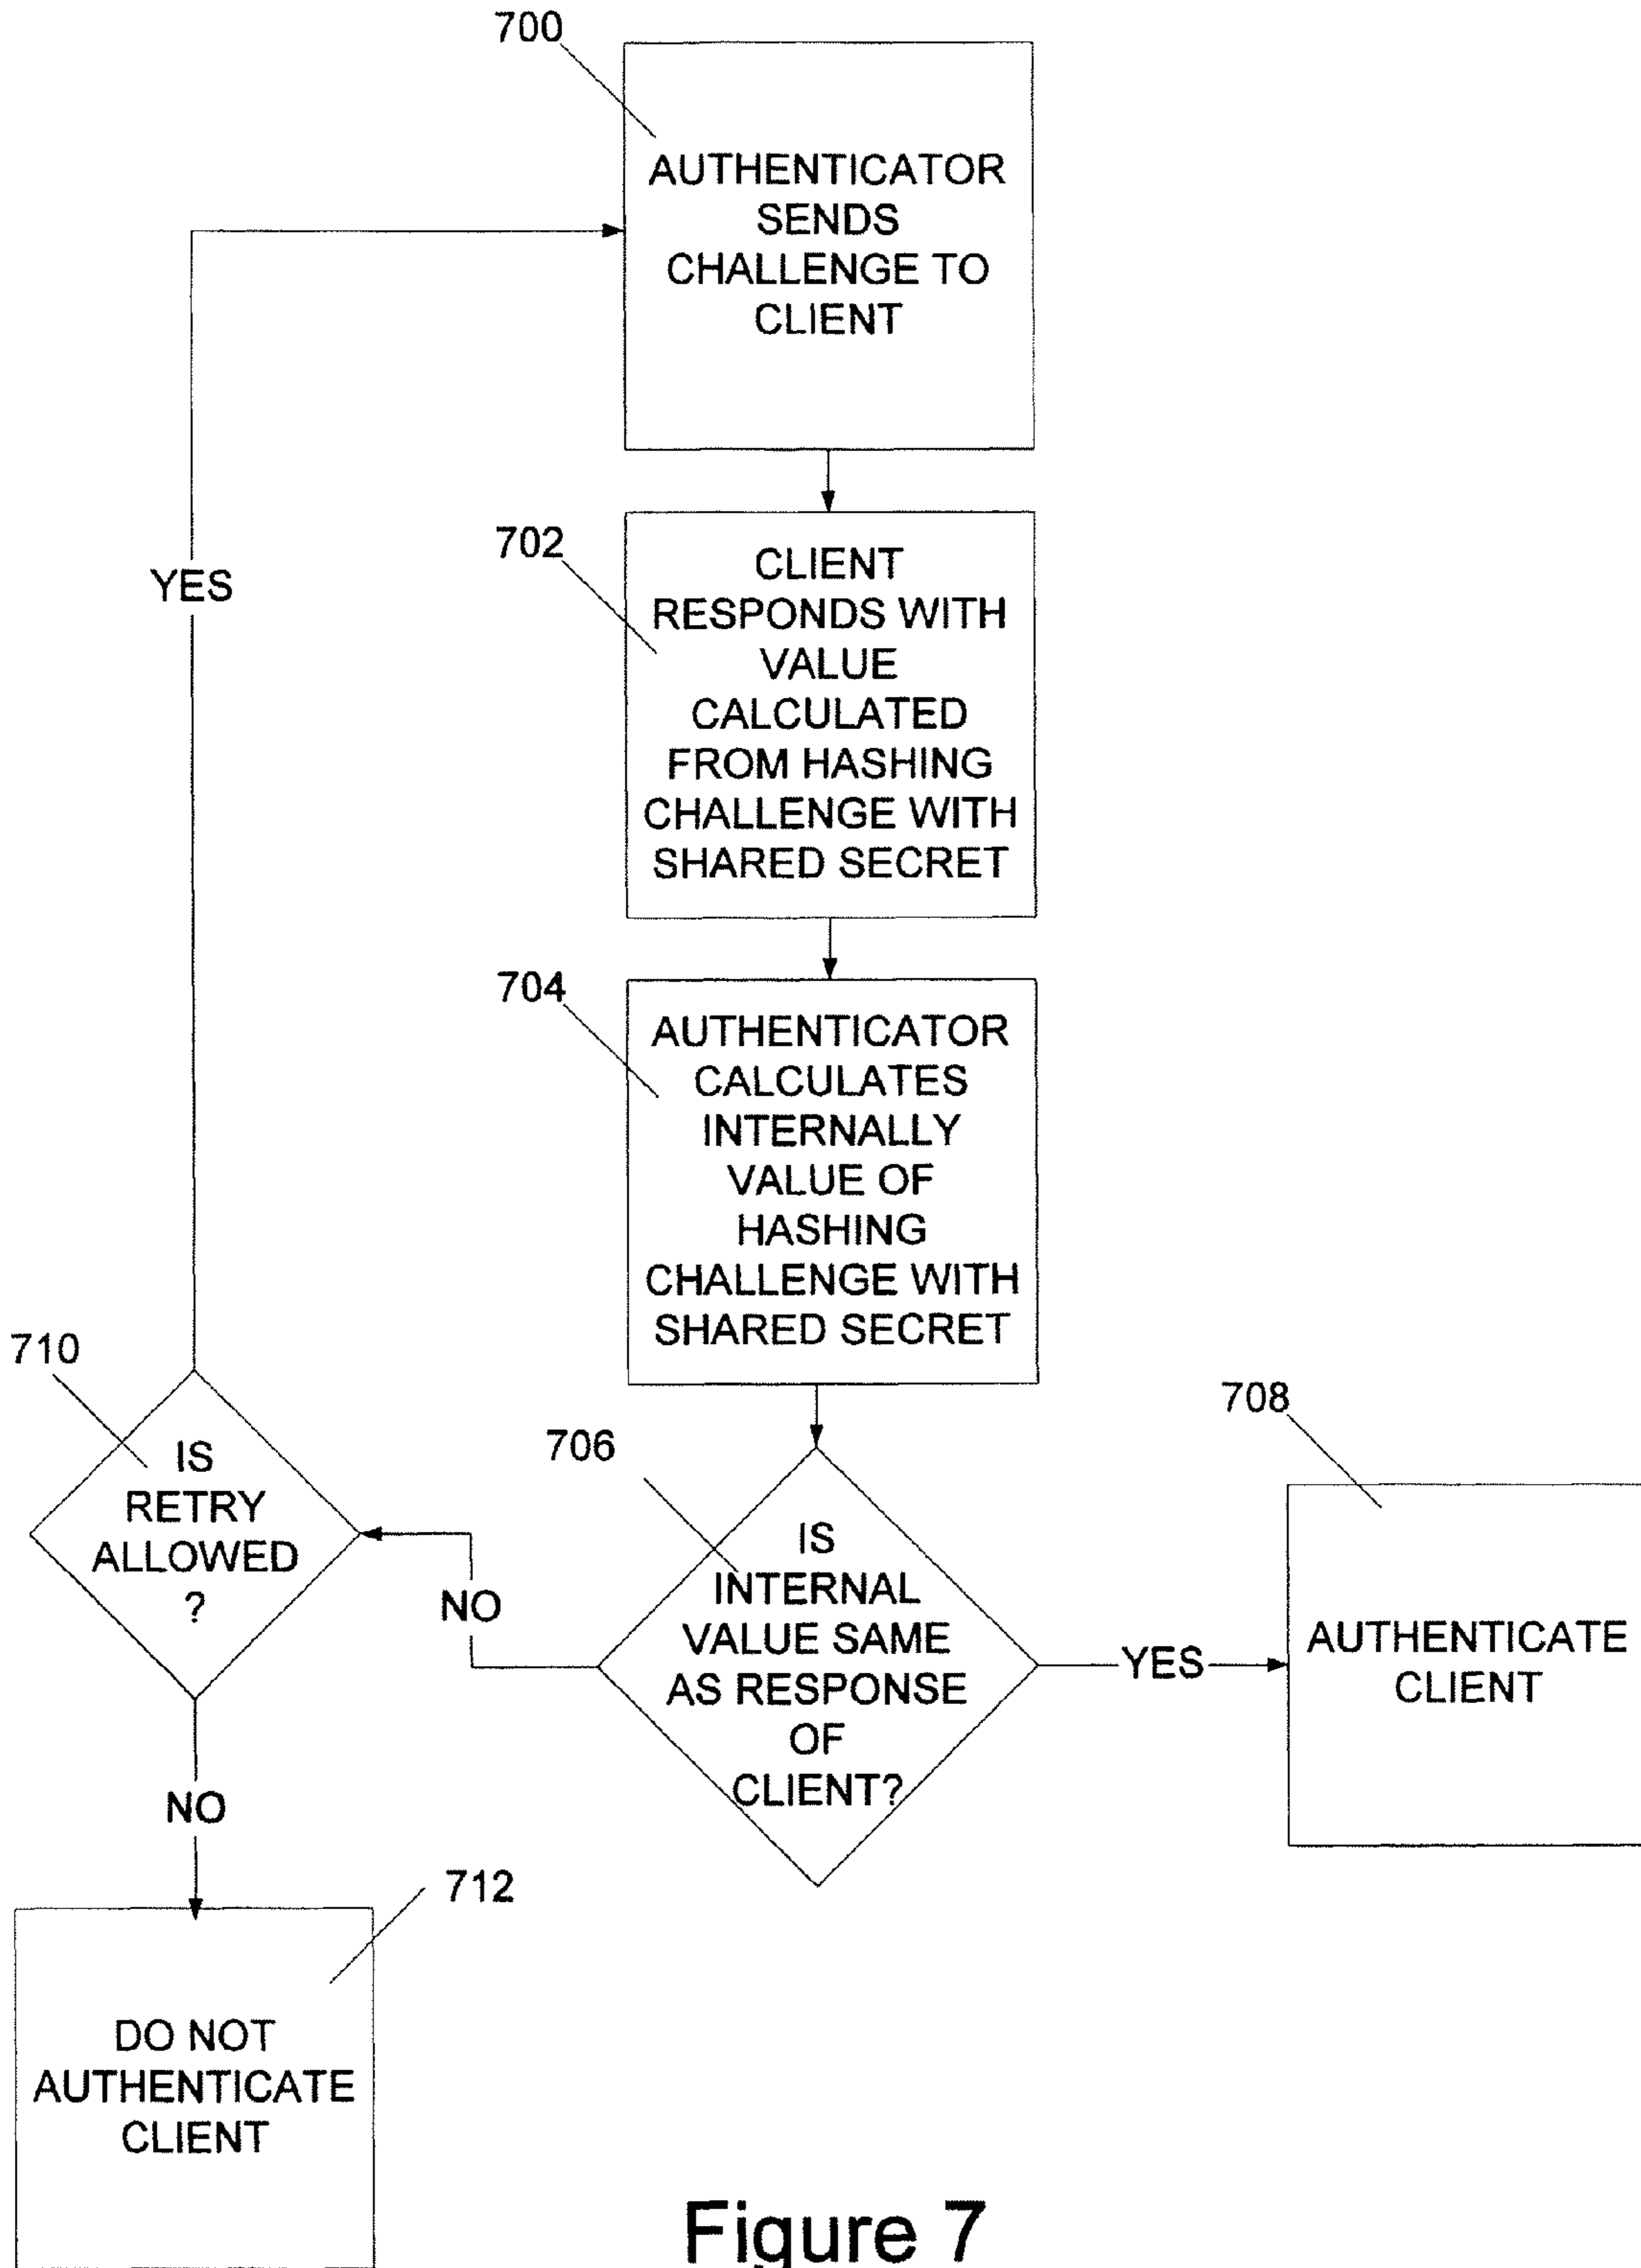 700
AUTHENTICATOR
SENDS
CHALLENGE TO
CLIENT
702
CLIENT
RESPONDS WITH
VALUE
CALCULATED
FROM HASHING
CHALLENGE WITH
SHARED SECRET
YES
704
AUTHENTICATOR
CALCULATES
INTERNALLY
VALUE OF
HASHING
CHALLENGE WITH
SHARED SECRET
710
IS
RETRY
ALLOWED
?
706
IS
INTERNAL
VALUE SAME
AS RESPONSE
OF
CLIENT?
NO
YES
708
AUTHENTICATE
CLIENT
NO
712
DO NOT
AUTHENTICATE
CLIENT
Figure 7